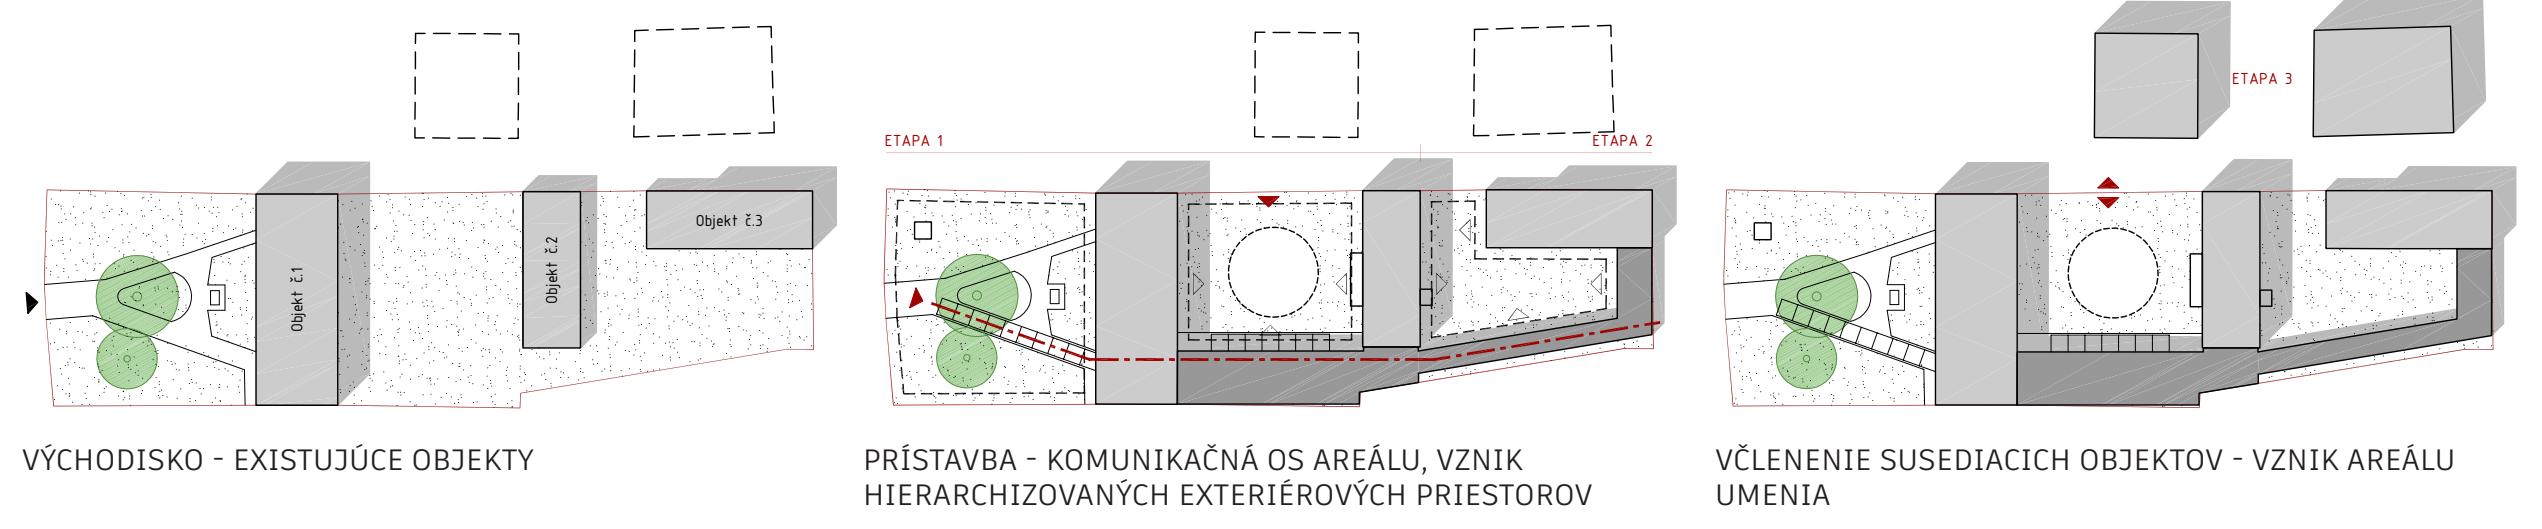 Objekt č.1
Objekt č.2
Objekt č.3
VÝCHODISKO - EXISTUJÚCE OBJEKTY
ETAPA 1
ETAPA 2
PRÍSTAVBA - KOMUNIKAČNÁ OS AREÁLU, VZNIK
HIERARCHIZOVANÝCH EXTERIÉROVÝCH PRIESTOROV
ETAPA 3
VČLENENIE SUSEDIACICH OBJEKTOV - VZNIK AREÁLU
UMENIA